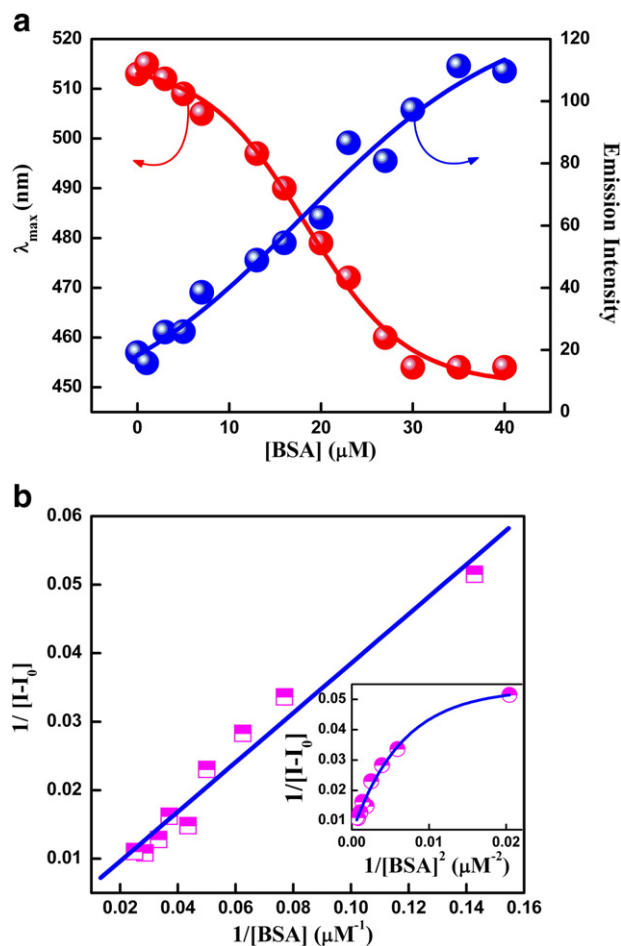 a
520
510
500
490
480
470
460
450
λmax (nm)
120
100
80
60
40
20
0
Emission Intensity
0 10 20 30 40
[BSA] (μM)
b
0.06
0.05
0.04
0.03
0.02
0.01
1/ [I-I0]
0.02 0.04 0.06 0.08 0.10 0.12 0.14 0.16
1/[BSA] (μM-1)
0.05
0.04
0.03
0.02
0.01
1/[I-I0]
0.00 0.01 0.02
1/[BSA]2 (μM-2)